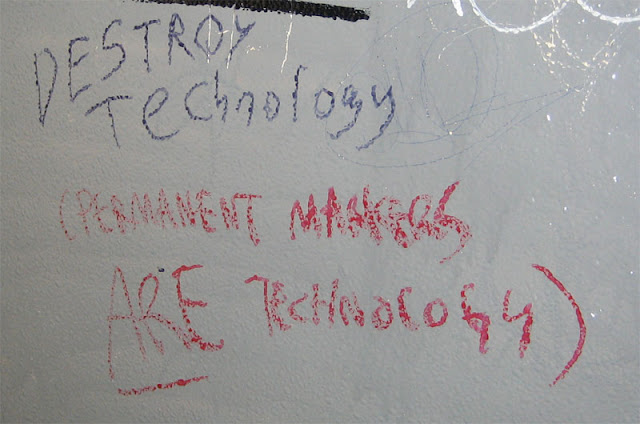 DESTROY
Technology
(PERMANENT MARKERS
ARE TECHNOLOGY)